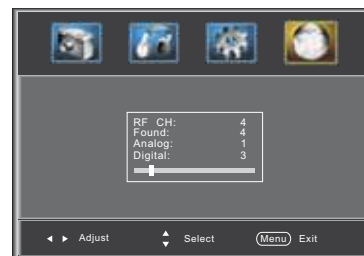 RF CH: 4
Found: 4
Analog: 1
Digital: 3
Adjust Select Menu Exit